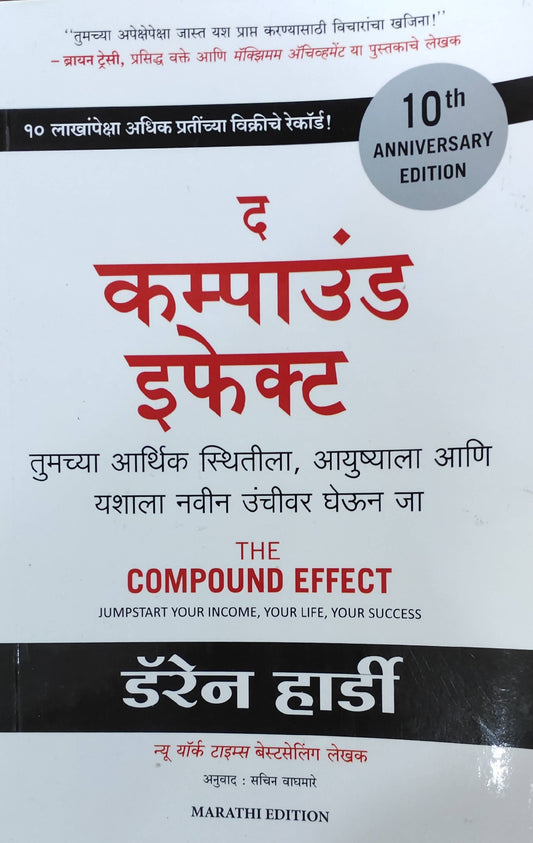 “तुमच्या अपेक्षेपेक्षा जास्त यश प्राप्त करण्यासाठी विचारांचा खजिना!”
– ब्रायन ट्रेसी, प्रसिद्ध वक्ते आणि मॅक्झिमम अ‍ॅचिव्हमेंट या पुस्तकाचे लेखक
१० लाखांपेक्षा अधिक प्रतींच्या विक्रीचे रेकॉर्ड!
10th
ANNIVERSARY
EDITION
द
कम्पाउंड
इफेक्ट
तुमच्या आर्थिक स्थितीला, आयुष्याला आणि
यशाला नवीन उंचीवर घेऊन जा
THE
COMPOUND EFFECT
JUMPSTART YOUR INCOME, YOUR LIFE, YOUR SUCCESS
डॅरेन हार्डी
न्यू यॉर्क टाइम्स बेस्टसेलिंग लेखक
अनुवाद : सचिन वाघमारे
MARATHI EDITION